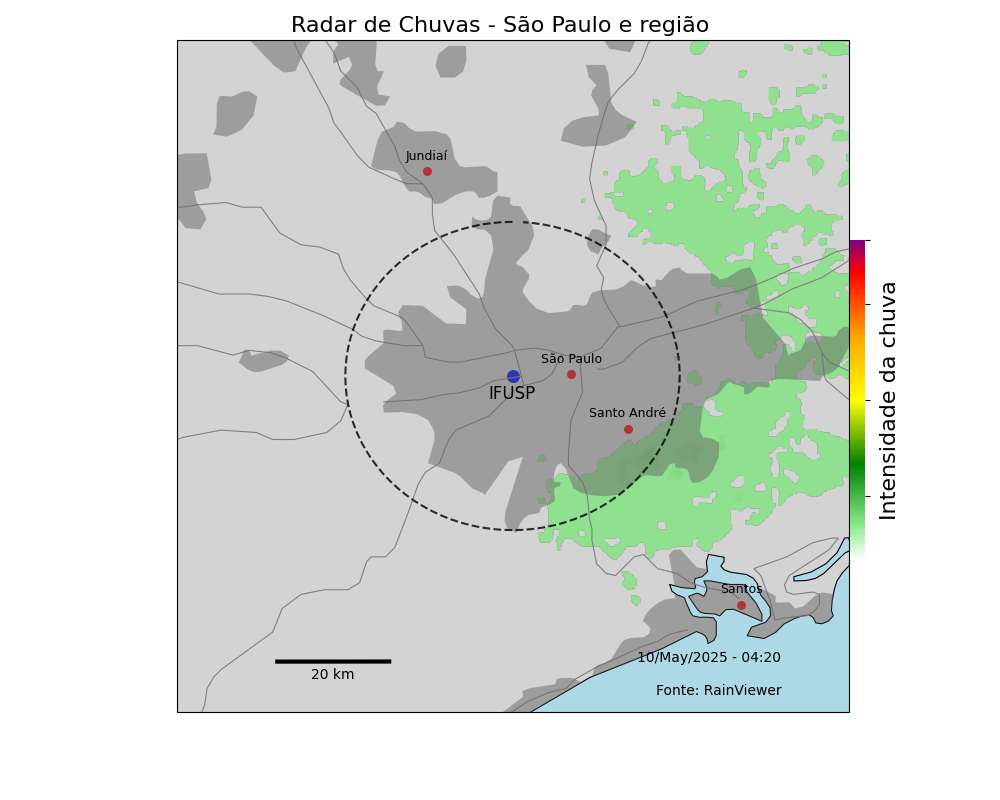 Radar de Chuvas - São Paulo e região
Jundiaí
São Paulo
IFUSP
Santo André
Intensidade da chuva
Santos
10/May/2025 - 04:20
20 km
Fonte: RainViewer